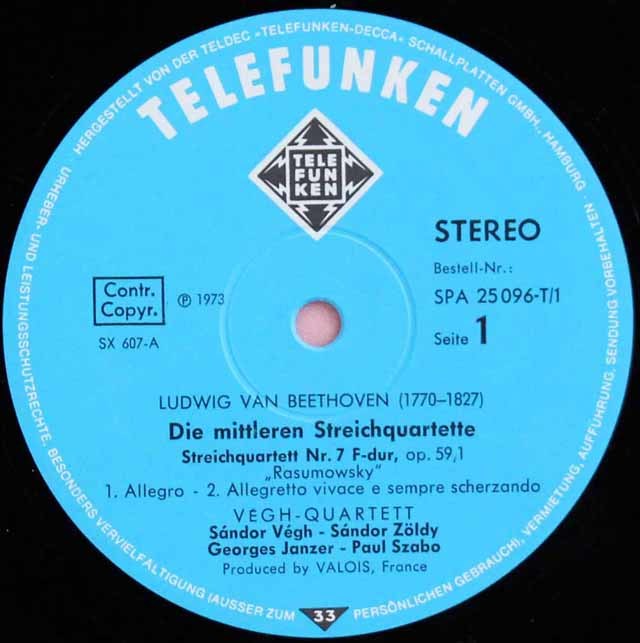 HERGESTELLT VON DER TELDEC »TELEFUNKEN-DECCA« SCHALLPLATTEN GMBH., HAMBURG ·
URHEBER- UND LEISTUNGSSCHUTZRECHTE, BESONDERS VERVIELFÄLTIGUNG (AUSSER ZUM PERSÖNLICHEN GEBRAUCH), VERMIETUNG, AUFFÜHRUNG, SENDUNG VORBEHALTEN ·
TELEFUNKEN
TELE
FUN
KEN
STEREO
Bestell-Nr.:
SPA 25096-T/1
Seite 1
Contr.
Copyr.
℗ 1973
SX 607-A
LUDWIG VAN BEETHOVEN (1770–1827)
Die mittleren Streichquartette
Streichquartett Nr. 7 F-dur, op. 59,1
„Rasumowsky"
1. Allegro - 2. Allegretto vivace e sempre scherzando
VÉGH-QUARTETT
Sándor Végh - Sándor Zöldy
Georges Janzer - Paul Szabo
Produced by VALOIS, France
33